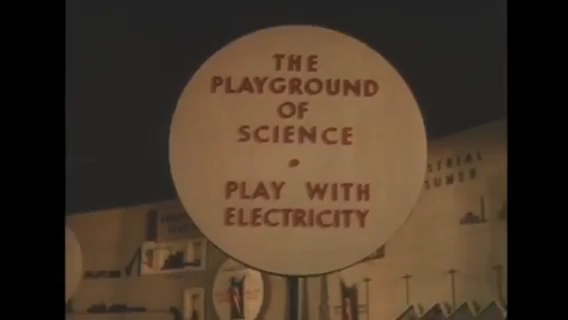 THE
PLAYGROUND
OF
SCIENCE
•
PLAY WITH
ELECTRICITY